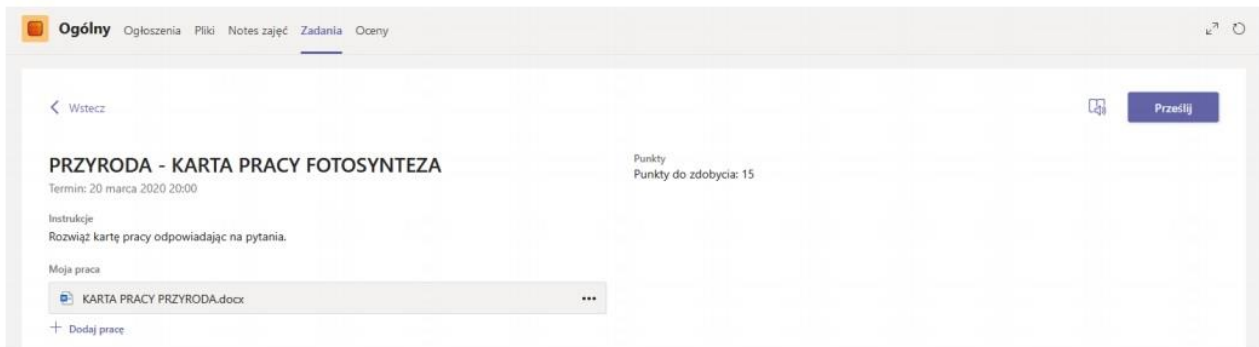 Ogólny Ogłoszenia Pliki Notes zajęć Zadania Oceny
Wstecz
Prześlij
PRZYRODA - KARTA PRACY FOTOSYNTEZA
Termin: 20 marca 2020 20:00
Punkty
Punkty do zdobycia: 15
Instrukcje
Rozwiąż kartę pracy odpowiadając na pytania.
Moja praca
KARTA PRACY PRZYRODA.docx
Dodaj pracę